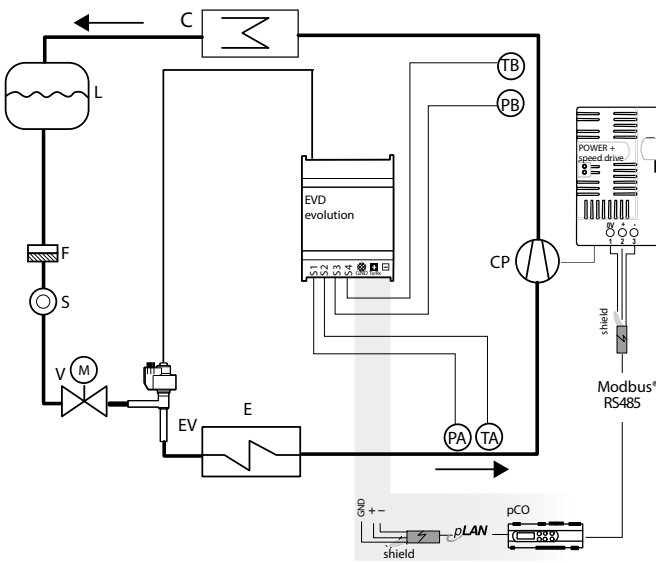 C
L
TB
PB
POWER +
speed drive
EVD
evolution
0V + -
1 2 3
F
S1 S2 S3 S4 GND Tx/Rx
CP
S
shield
V M
Modbus®
RS485
EV
E
PA TA
GND + –
pCO
pLAN
shield